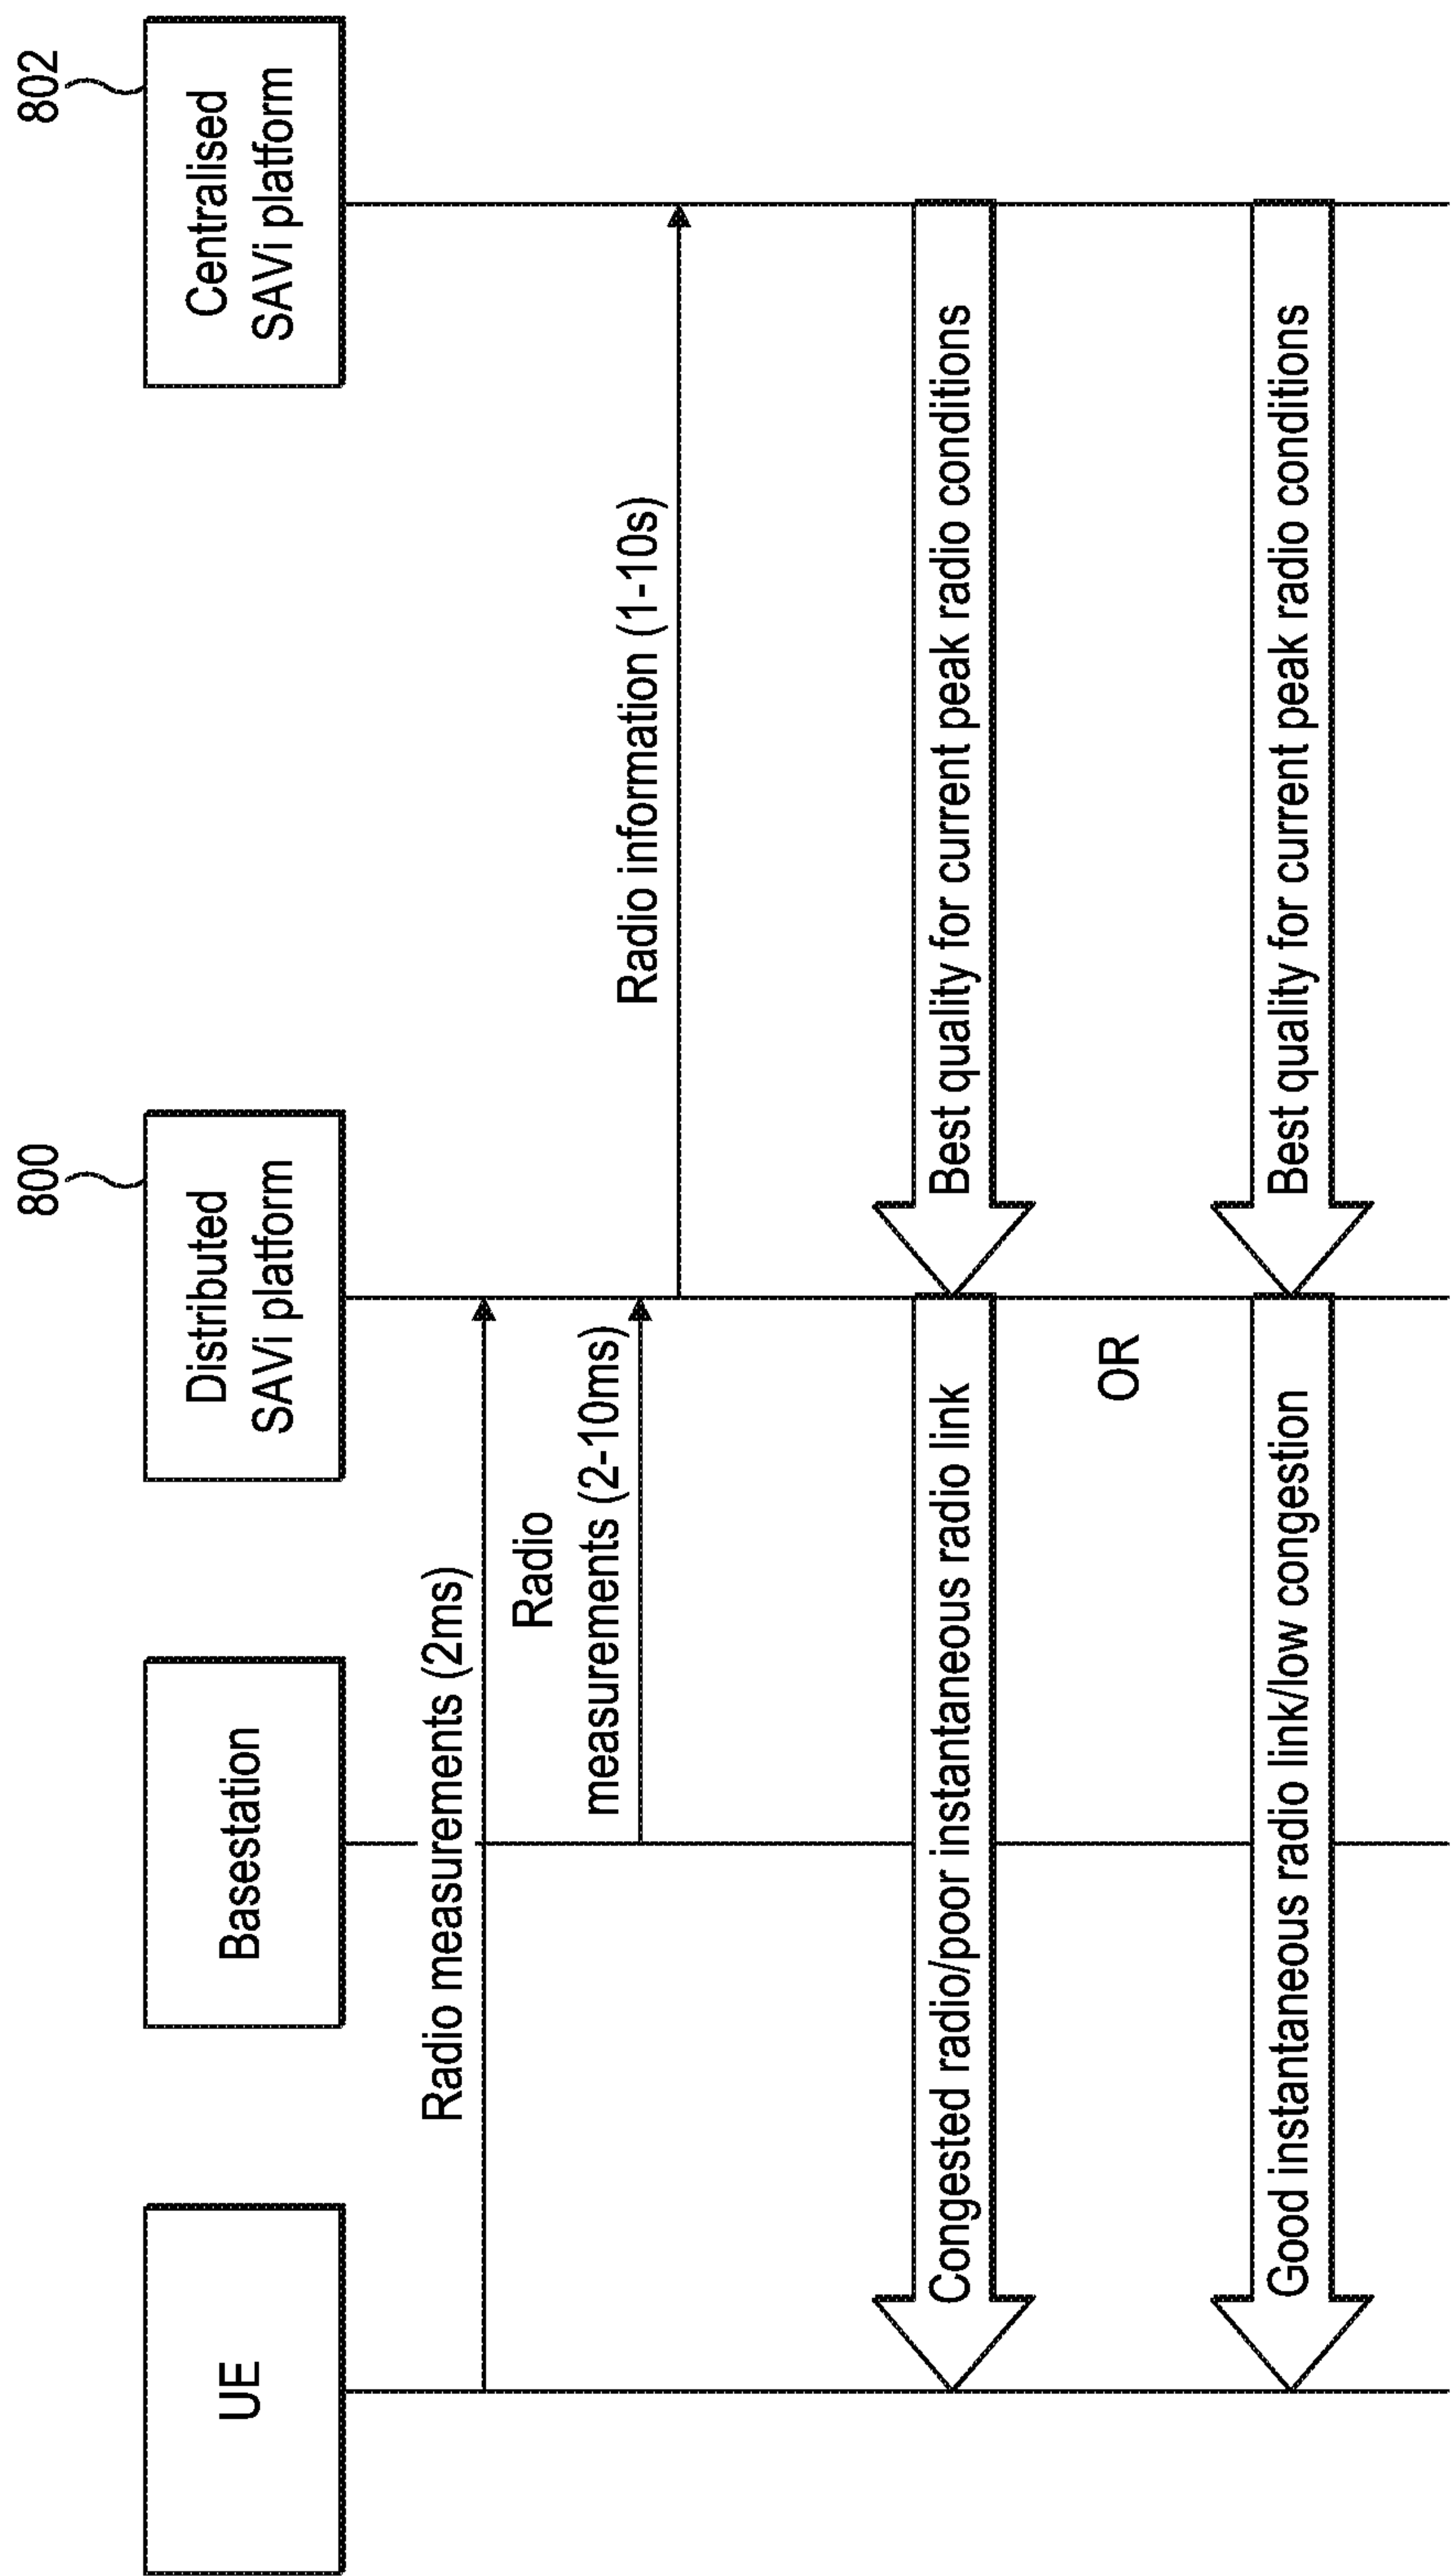 UE
Basestation
800
Distributed
SAVi platform
802
Centralised
SAVi platform
Radio measurements (2ms)
Radio
measurements (2-10ms)
Radio information (1-10s)
Congested radio/poor instantaneous radio link
Best quality for current peak radio conditions
OR
Good instantaneous radio link/low congestion
Best quality for current peak radio conditions